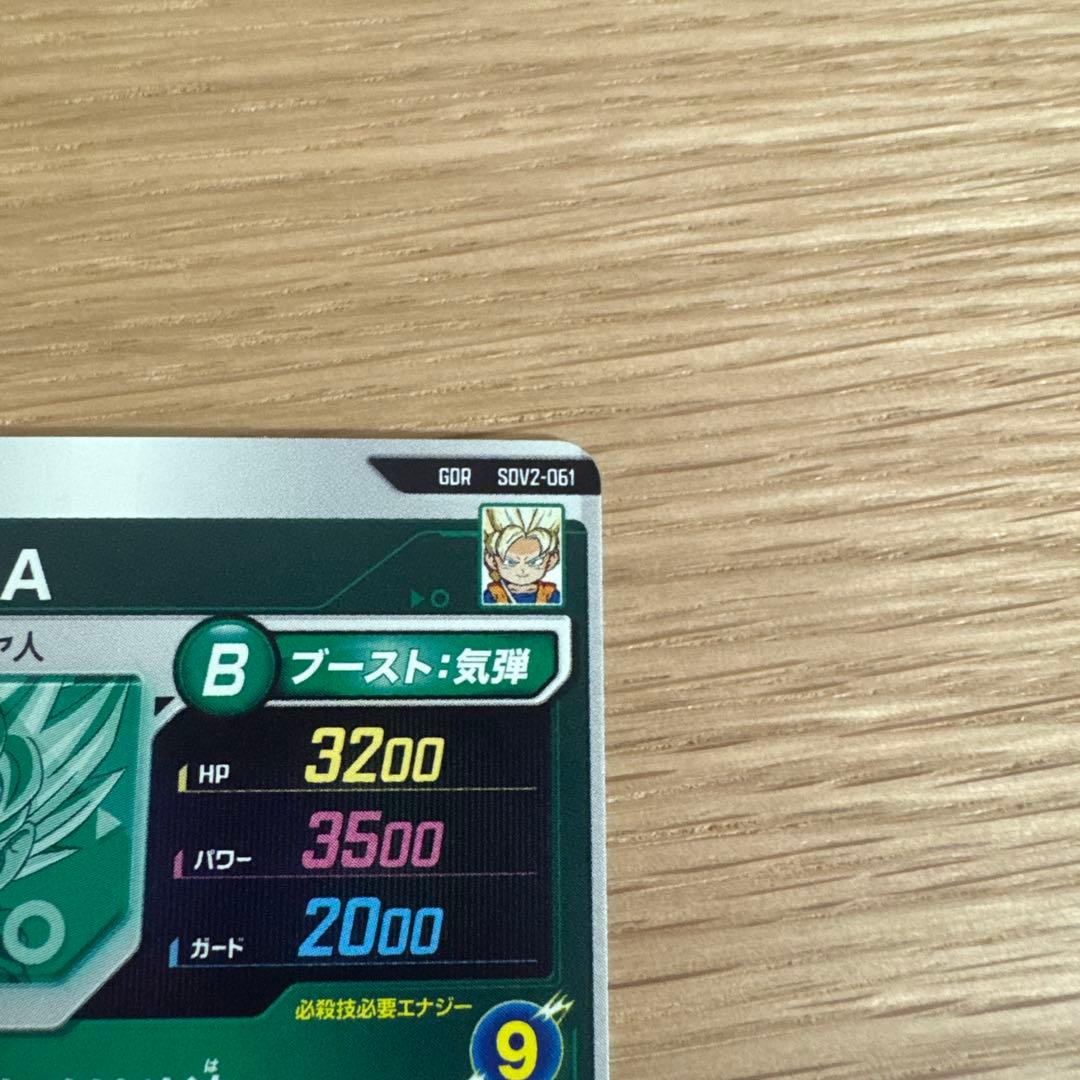 GDR SDV2-061
A
ヤ人
B ブースト:気弾
HP 3200
パワー 3500
ガード 2000
必殺技必要エナジー
9
は